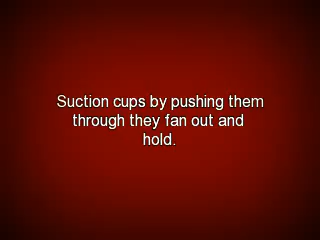 Suction cups by pushing them
through they fan out and
hold.